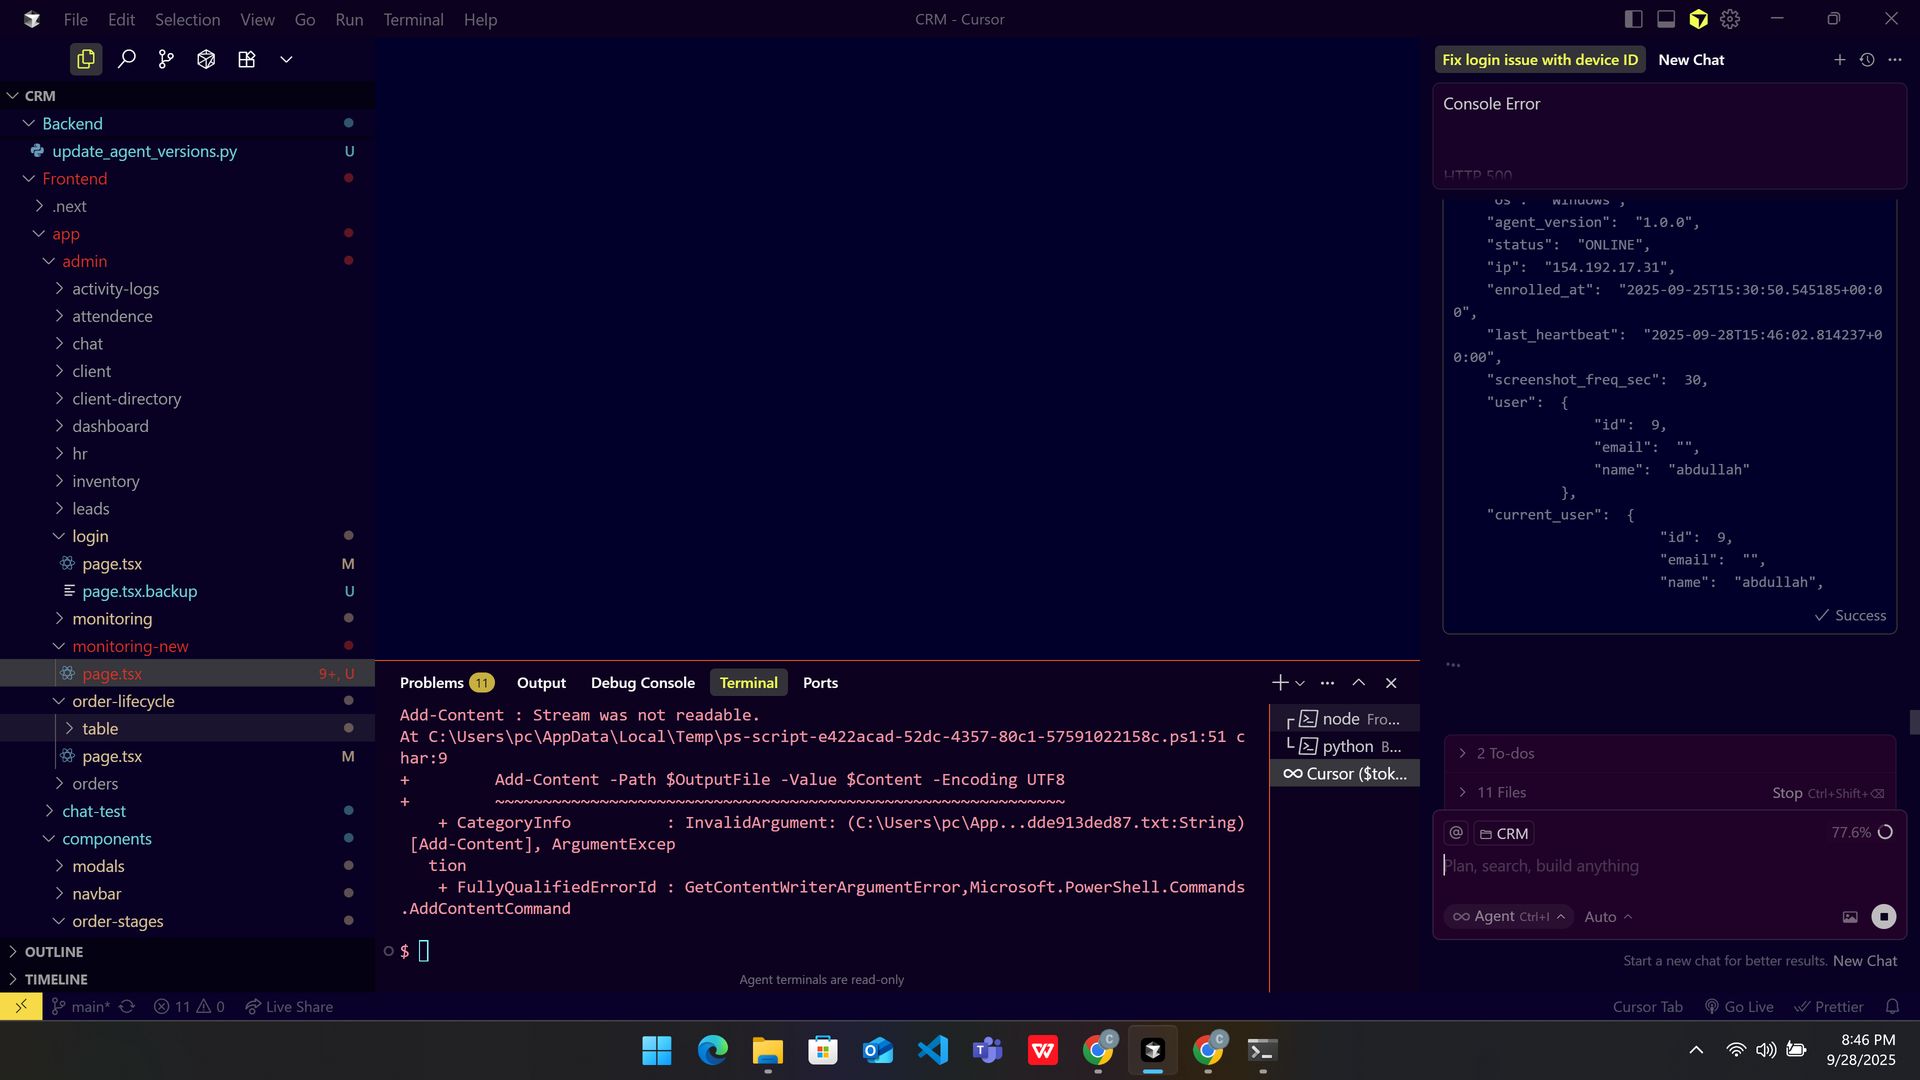 File Edit Selection View Go Run Terminal Help
CRM - Cursor
CRM
Backend
update_agent_versions.py U
Frontend
.next
app
admin
activity-logs
attendence
chat
client
client-directory
dashboard
hr
inventory
leads
login
page.tsx M
page.tsx.backup U
monitoring
monitoring-new
page.tsx 9+, U
order-lifecycle
table
page.tsx M
orders
chat-test
components
modals
navbar
order-stages
OUTLINE
TIMELINE
Problems 11 Output Debug Console Terminal Ports
Add-Content : Stream was not readable.
At C:\Users\pc\AppData\Local\Temp\ps-script-e422acad-52dc-4357-80c1-57591022158c.ps1:51 c
har:9
+         Add-Content -Path $OutputFile -Value $Content -Encoding UTF8
+         ~~~~~~~~~~~~~~~~~~~~~~~~~~~~~~~~~~~~~~~~~~~~~~~~~~~~~~~~~~
+ CategoryInfo          : InvalidArgument: (C:\Users\pc\App...dde913ded87.txt:String)
[Add-Content], ArgumentExcep
tion
+ FullyQualifiedErrorId : GetContentWriterArgumentError,Microsoft.PowerShell.Commands
.AddContentCommand
$
Agent terminals are read-only
node Fro...
python B...
Cursor ($tok...
Fix login issue with device ID New Chat
Console Error
HTTP 500
"os": "Windows",
"agent_version": "1.0.0",
"status": "ONLINE",
"ip": "154.192.17.31",
"enrolled_at": "2025-09-25T15:30:50.545185+00:0
0",
"last_heartbeat": "2025-09-28T15:46:02.814237+0
0:00",
"screenshot_freq_sec": 30,
"user": {
"id": 9,
"email": "",
"name": "abdullah"
},
"current_user": {
"id": 9,
"email": "",
"name": "abdullah",
Success
2 To-dos
11 Files Stop Ctrl+Shift+⌫
@ CRM 77.6%
Plan, search, build anything
Agent Ctrl+I Auto
Start a new chat for better results. New Chat
main* 11 0 Live Share
Cursor Tab Go Live Prettier
8:46 PM
9/28/2025